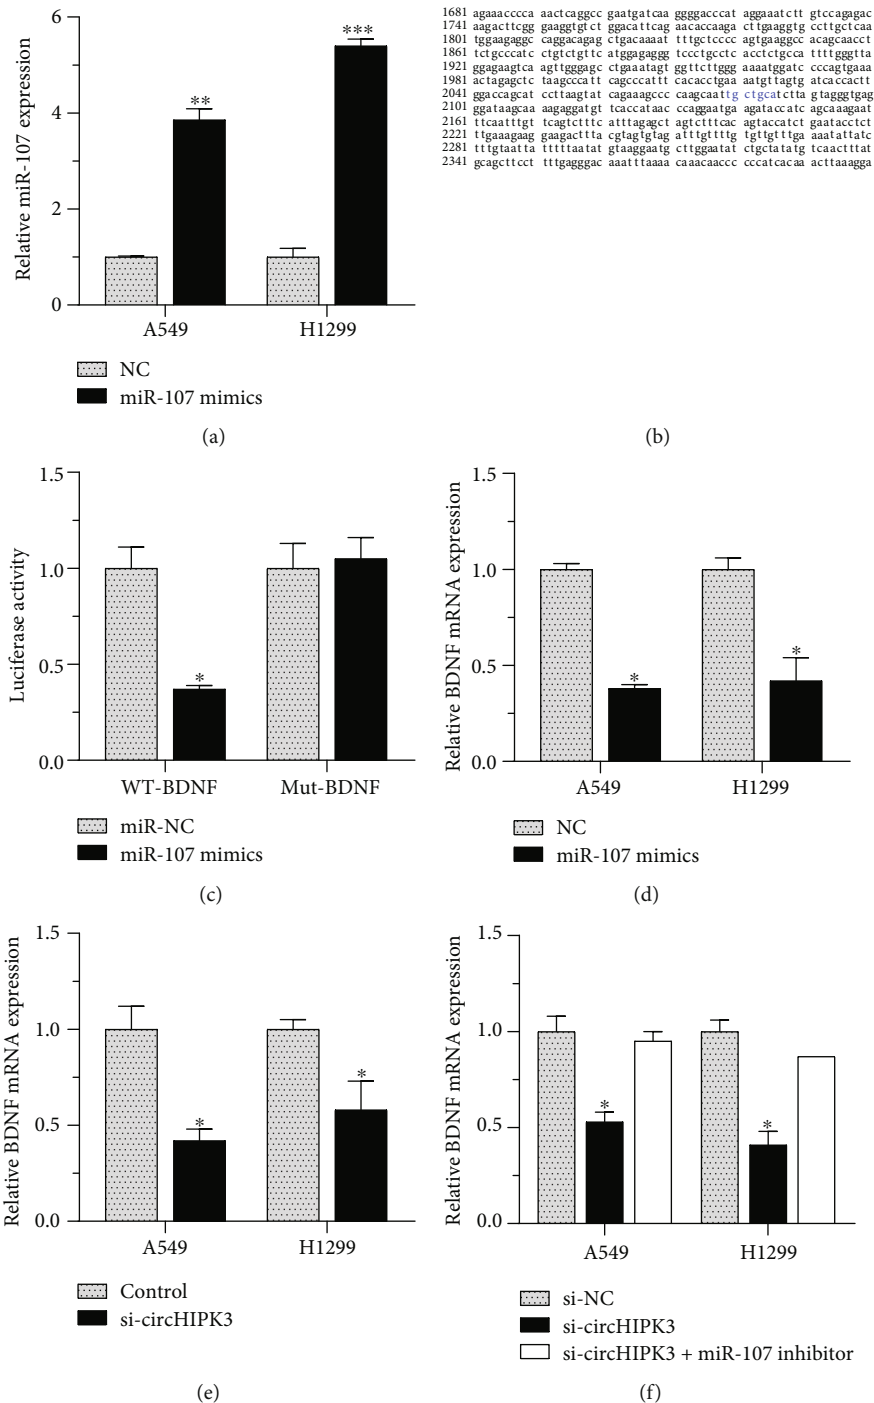 6
4
2
0
Relative miR-107 expression
**
***
A549
H1299
NC
miR-107 mimics
(a)
1681 agaaacccca aactcaggcc gaatgatcaa ggggacccat aggaaatctt gtccagagac
1741 aagacttcgg gaaggtgtct ggacattcag aacaccaaga cttgaaggtg ccttgctcaa
1801 tggaagaggc caggacagag ctgacaaaat tttgctcccc agtgaaggcc acagcaacct
1861 tctgcccatc ctgtctgttc atggagaggg tccctgcctc acctctgcca ttttgggtta
1921 ggagaagtca agttgggagc ctgaaatagt ggttcttggg aaaatggatc cccagtgaaa
1981 actagagctc taagcccatt cagcccattt cacacctgaa aatgttagtg atcaccactt
2041 ggaccagcat ccttaagtat cagaaagccc caagcaattg ctgcatctta gtagggtgag
2101 ggataagcaa aagaggatgt tcaccataac ccaggaatga agataccatc agcaaagaat
2161 ttcaatttgt tcagtctttc atttagagct agtctttcac agtaccatct gaatacctct
2221 ttgaaagaag gaagacttta cgtagtgtag atttgttttg tgttgtttga aaatattatc
2281 tttgtaatta tttttaatat gtaaggaatg cttggaatat ctgctatatg tcaactttat
2341 gcagcttcct tttgagggac aaatttaaaa caaacaaccc cccatcacaa acttaaagga
(b)
1.5
1.0
0.5
0.0
Luciferase activity
*
WT-BDNF
Mut-BDNF
miR-NC
miR-107 mimics
(c)
1.5
1.0
0.5
0.0
Relative BDNF mRNA expression
*
*
A549
H1299
NC
miR-107 mimics
(d)
1.5
1.0
0.5
0.0
Relative BDNF mRNA expression
*
*
A549
H1299
Control
si-circHIPK3
(e)
1.5
1.0
0.5
0.0
Relative BDNF mRNA expression
*
*
A549
H1299
si-NC
si-circHIPK3
si-circHIPK3 + miR-107 inhibitor
(f)